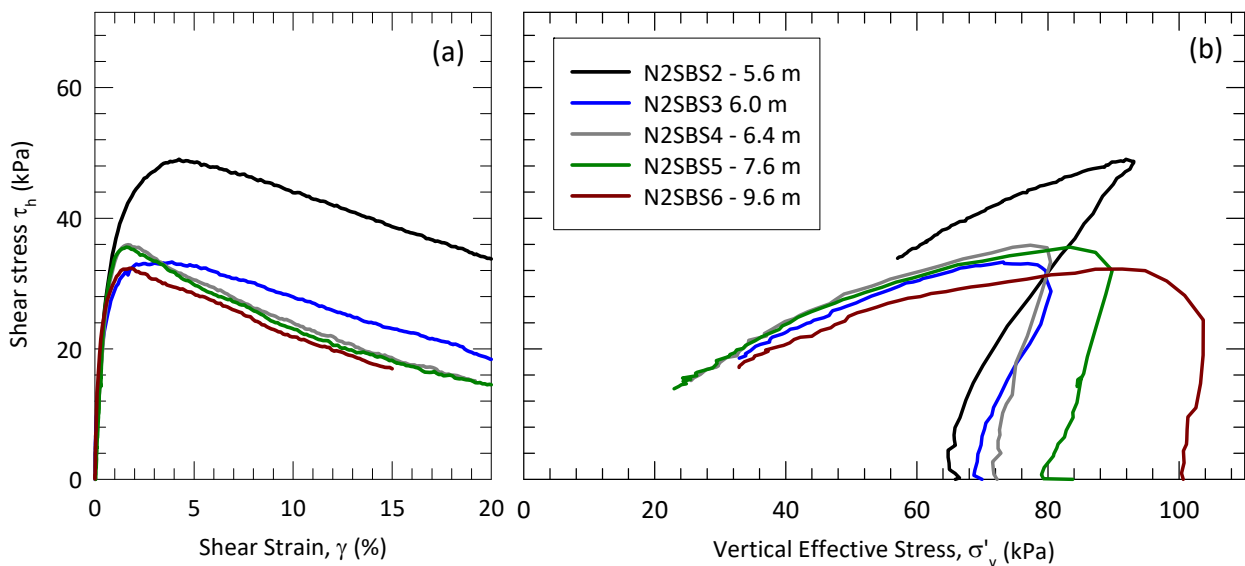 (a)
(b)
60
40
20
0
Shear stress τh (kPa)
0 5 10 15 20
Shear Strain, γ (%)
N2SBS2 - 5.6 m
N2SBS3 6.0 m
N2SBS4 - 6.4 m
N2SBS5 - 7.6 m
N2SBS6 - 9.6 m
0 20 40 60 80 100
Vertical Effective Stress, σ'v (kPa)